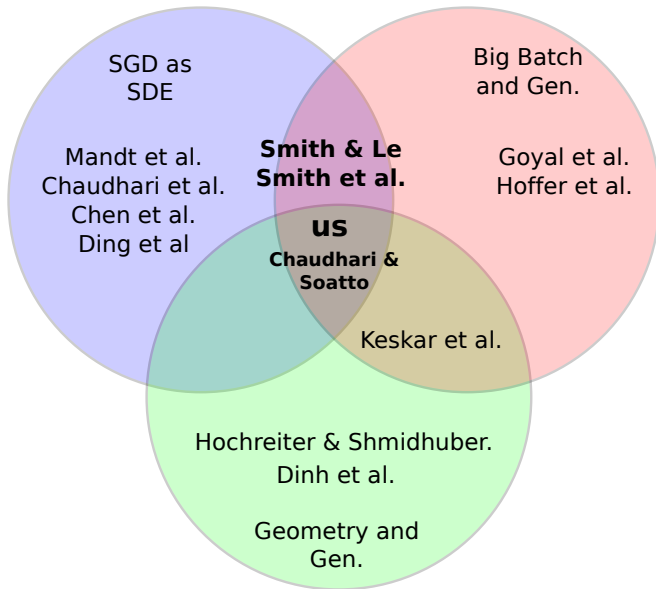 SGD as
SDE
Big Batch
and Gen.
Mandt et al.
Chaudhari et al.
Chen et al.
Ding et al
Smith & Le
Smith et al.
Goyal et al.
Hoffer et al.
us
Chaudhari &
Soatto
Keskar et al.
Hochreiter & Shmidhuber.
Dinh et al.
Geometry and
Gen.